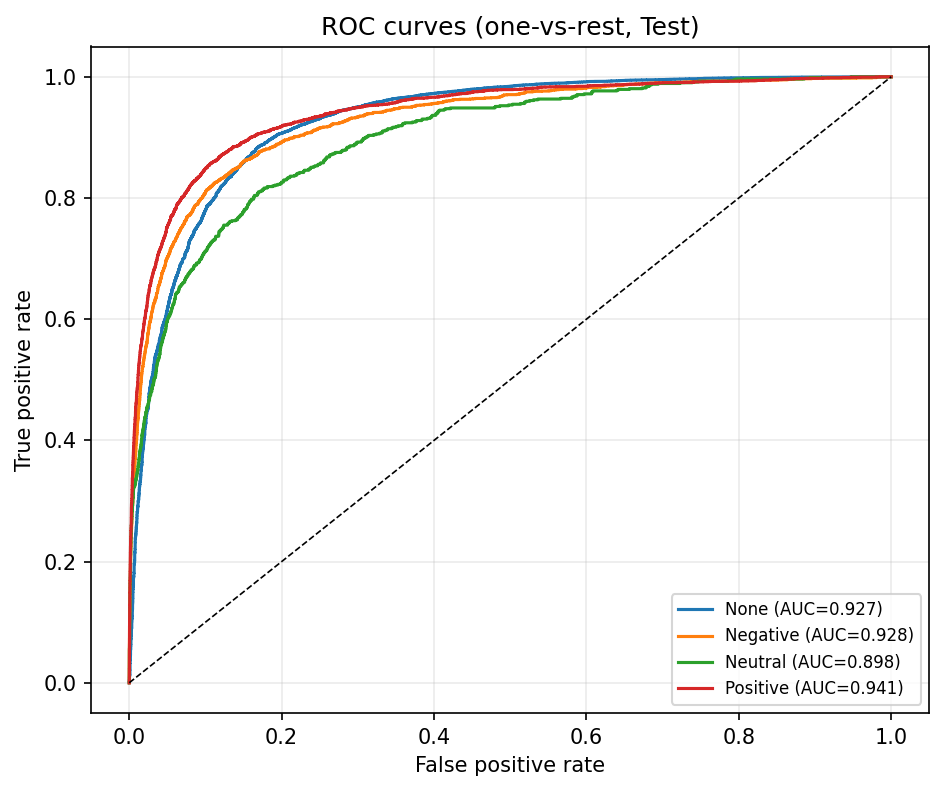 ROC curves (one-vs-rest, Test)
1.0
0.8
0.6
0.4
0.2
0.0
True positive rate
None (AUC=0.927)
Negative (AUC=0.928)
Neutral (AUC=0.898)
Positive (AUC=0.941)
0.0 0.2 0.4 0.6 0.8 1.0
False positive rate